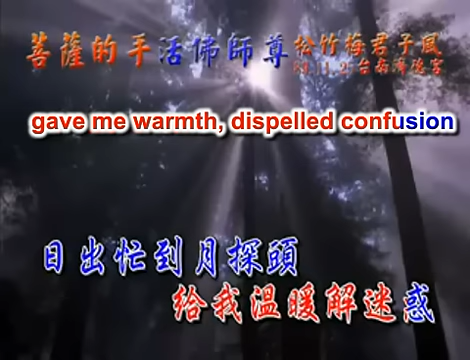 菩薩的手活佛師尊松竹梅君子風
gave me warmth, dispelled confusion
日出忙到月探頭
給我溫暖解迷惑